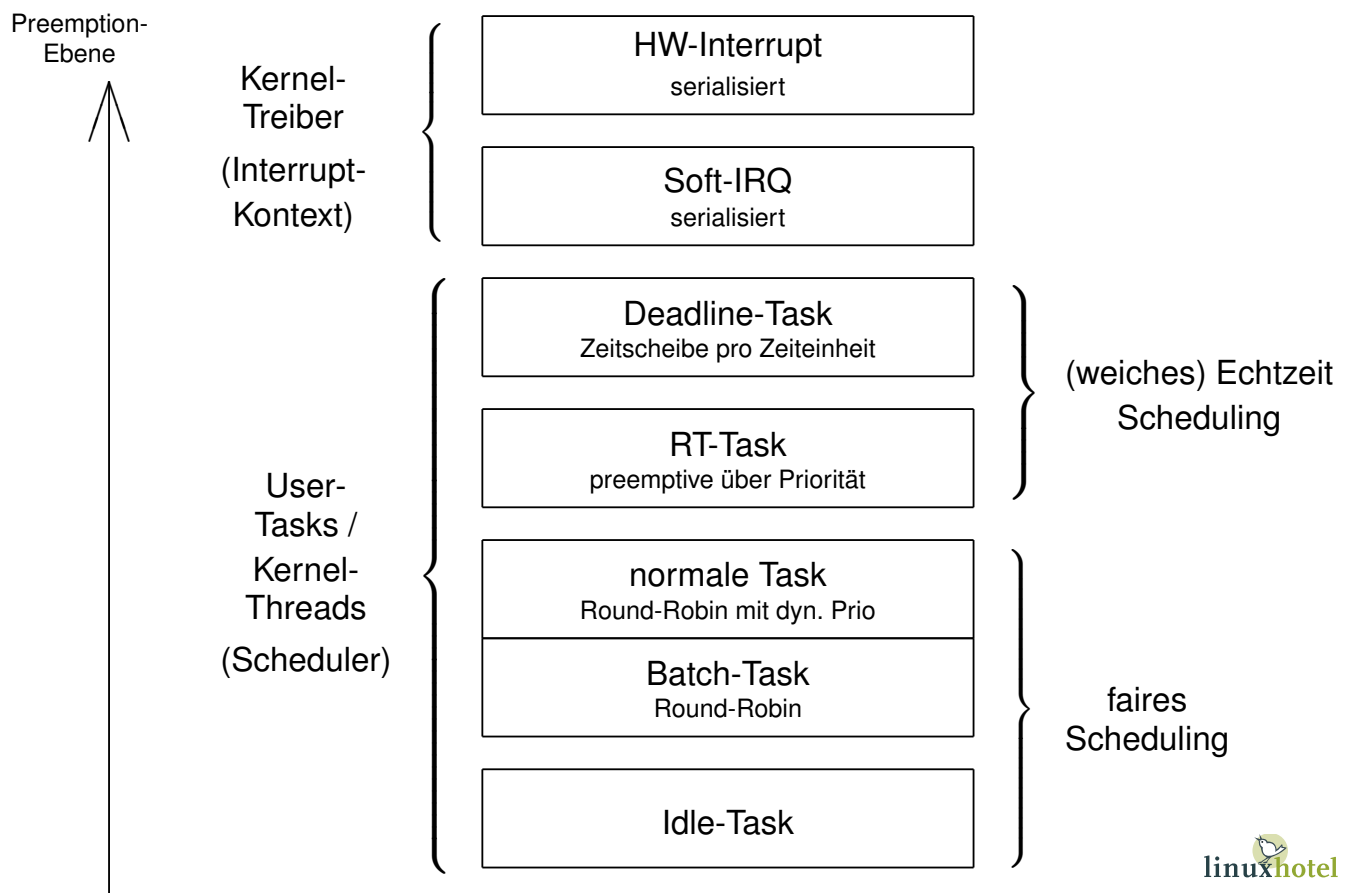 Preemption-
Ebene
Kernel-
Treiber
(Interrupt-
Kontext)
HW-Interrupt
serialisiert
Soft-IRQ
serialisiert
User-
Tasks /
Kernel-
Threads
(Scheduler)
Deadline-Task
Zeitscheibe pro Zeiteinheit
RT-Task
preemptive über Priorität
(weiches) Echtzeit
Scheduling
normale Task
Round-Robin mit dyn. Prio
Batch-Task
Round-Robin
Idle-Task
faires
Scheduling
linuxhotel